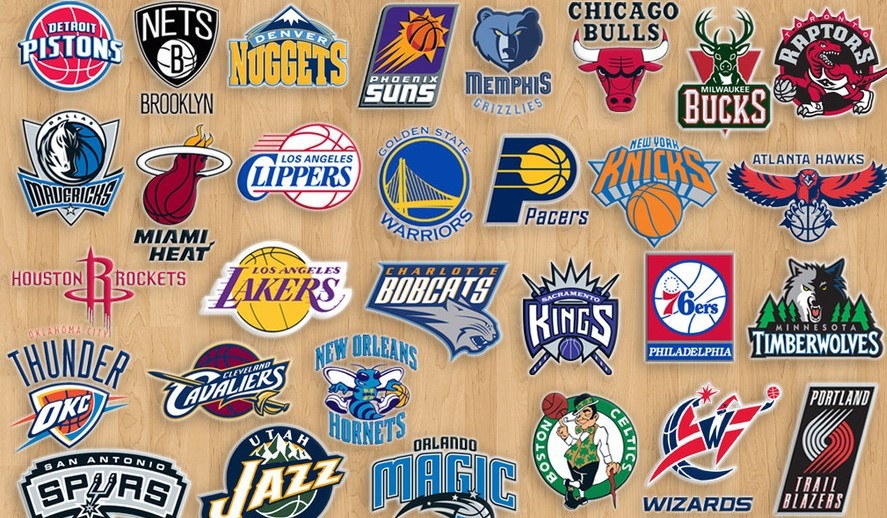 DETROIT
PISTONS
NETS
B
BROOKLYN
DENVER
NUGGETS
PHOENIX
SUNS
MEMPHIS
GRIZZLIES
CHICAGO
BULLS
MILWAUKEE
BUCKS
TORONTO
RAPTORS
DALLAS
MAVERICKS
MIAMI
HEAT
LOS ANGELES
CLIPPERS
GOLDEN STATE
WARRIORS
P
Pacers
NEW YORK
KNICKS
ATLANTA HAWKS
HOUSTON R ROCKETS
LOS ANGELES
LAKERS
CHARLOTTE
BOBCATS
SACRAMENTO
KINGS
76ers
PHILADELPHIA
MINNESOTA
TIMBERWOLVES
OKLAHOMA CITY
THUNDER
OKC
CLEVELAND
CAVALIERS
NEW ORLEANS
HORNETS
SAN ANTONIO
SPURS
UTAH
JAZZ
ORLANDO
MAGIC
BOSTON
CELTICS
W
WIZARDS
PORTLAND
TRAIL
BLAZERS